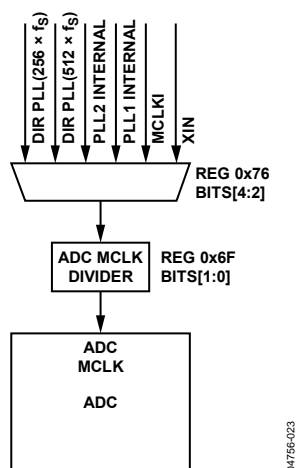 DIR PLL(256 × fS)
DIR PLL(512 × fS)
PLL2 INTERNAL
PLL1 INTERNAL
MCLKI
XIN
REG 0x76
BITS[4:2]
ADC MCLK
DIVIDER
REG 0x6F
BITS[1:0]
ADC
MCLK
ADC
04756-023